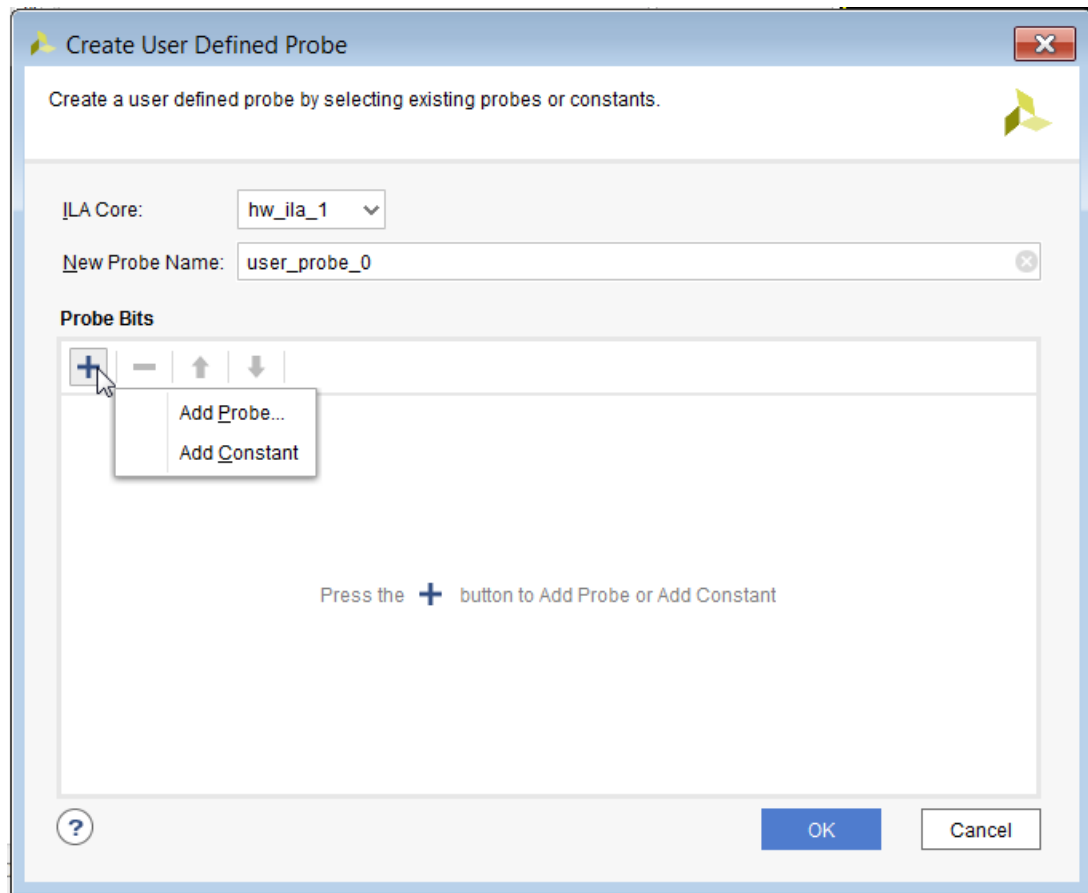 Create User Defined Probe
Create a user defined probe by selecting existing probes or constants.
ILA Core: hw_ila_1
New Probe Name: user_probe_0
Probe Bits
Add Probe...
Add Constant
Press the + button to Add Probe or Add Constant
? OK Cancel